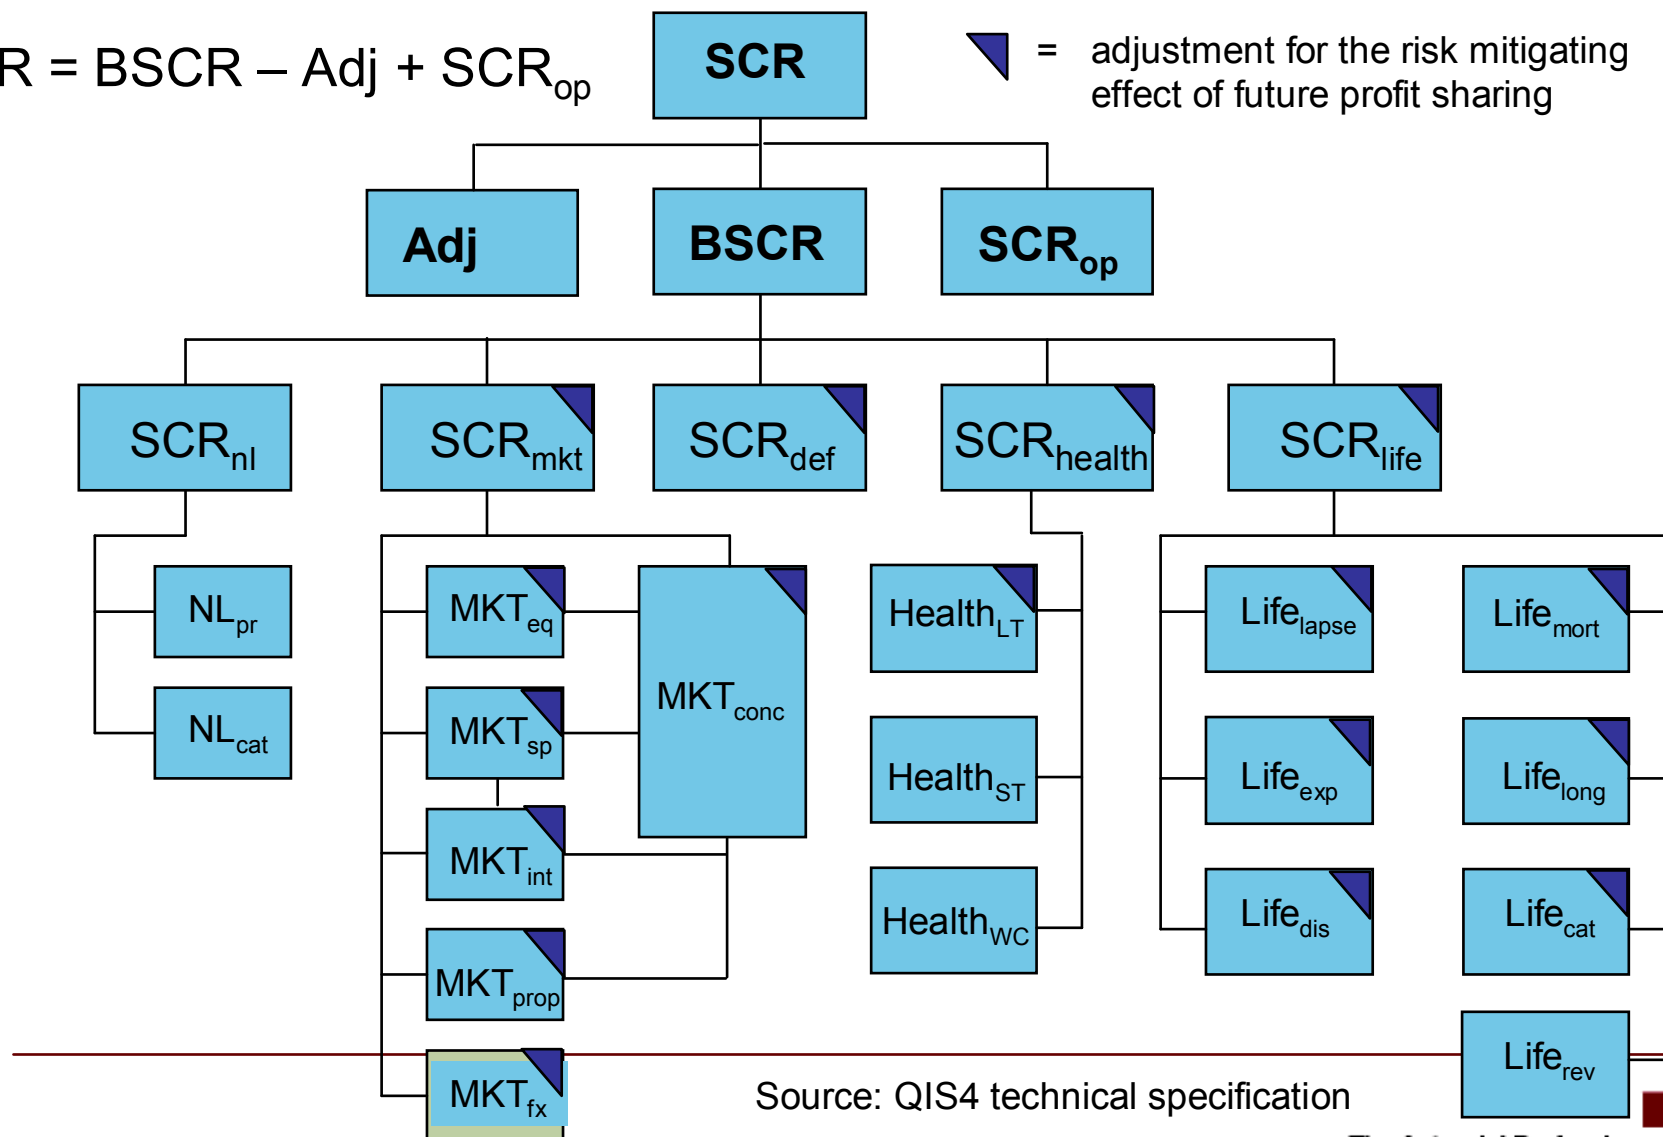 R = BSCR – Adj + SCRop
SCR
= adjustment for the risk mitigating
effect of future profit sharing
Adj
BSCR
SCRop
SCRnl
SCRmkt
SCRdef
SCRhealth
SCRlife
NLpr
NLcat
MKTeq
MKTsp
MKTint
MKTprop
MKTfx
MKTconc
HealthLT
HealthST
HealthWC
Lifelapse
Lifeexp
Lifedis
Lifemort
Lifelong
Lifecat
Liferev
Source: QIS4 technical specification